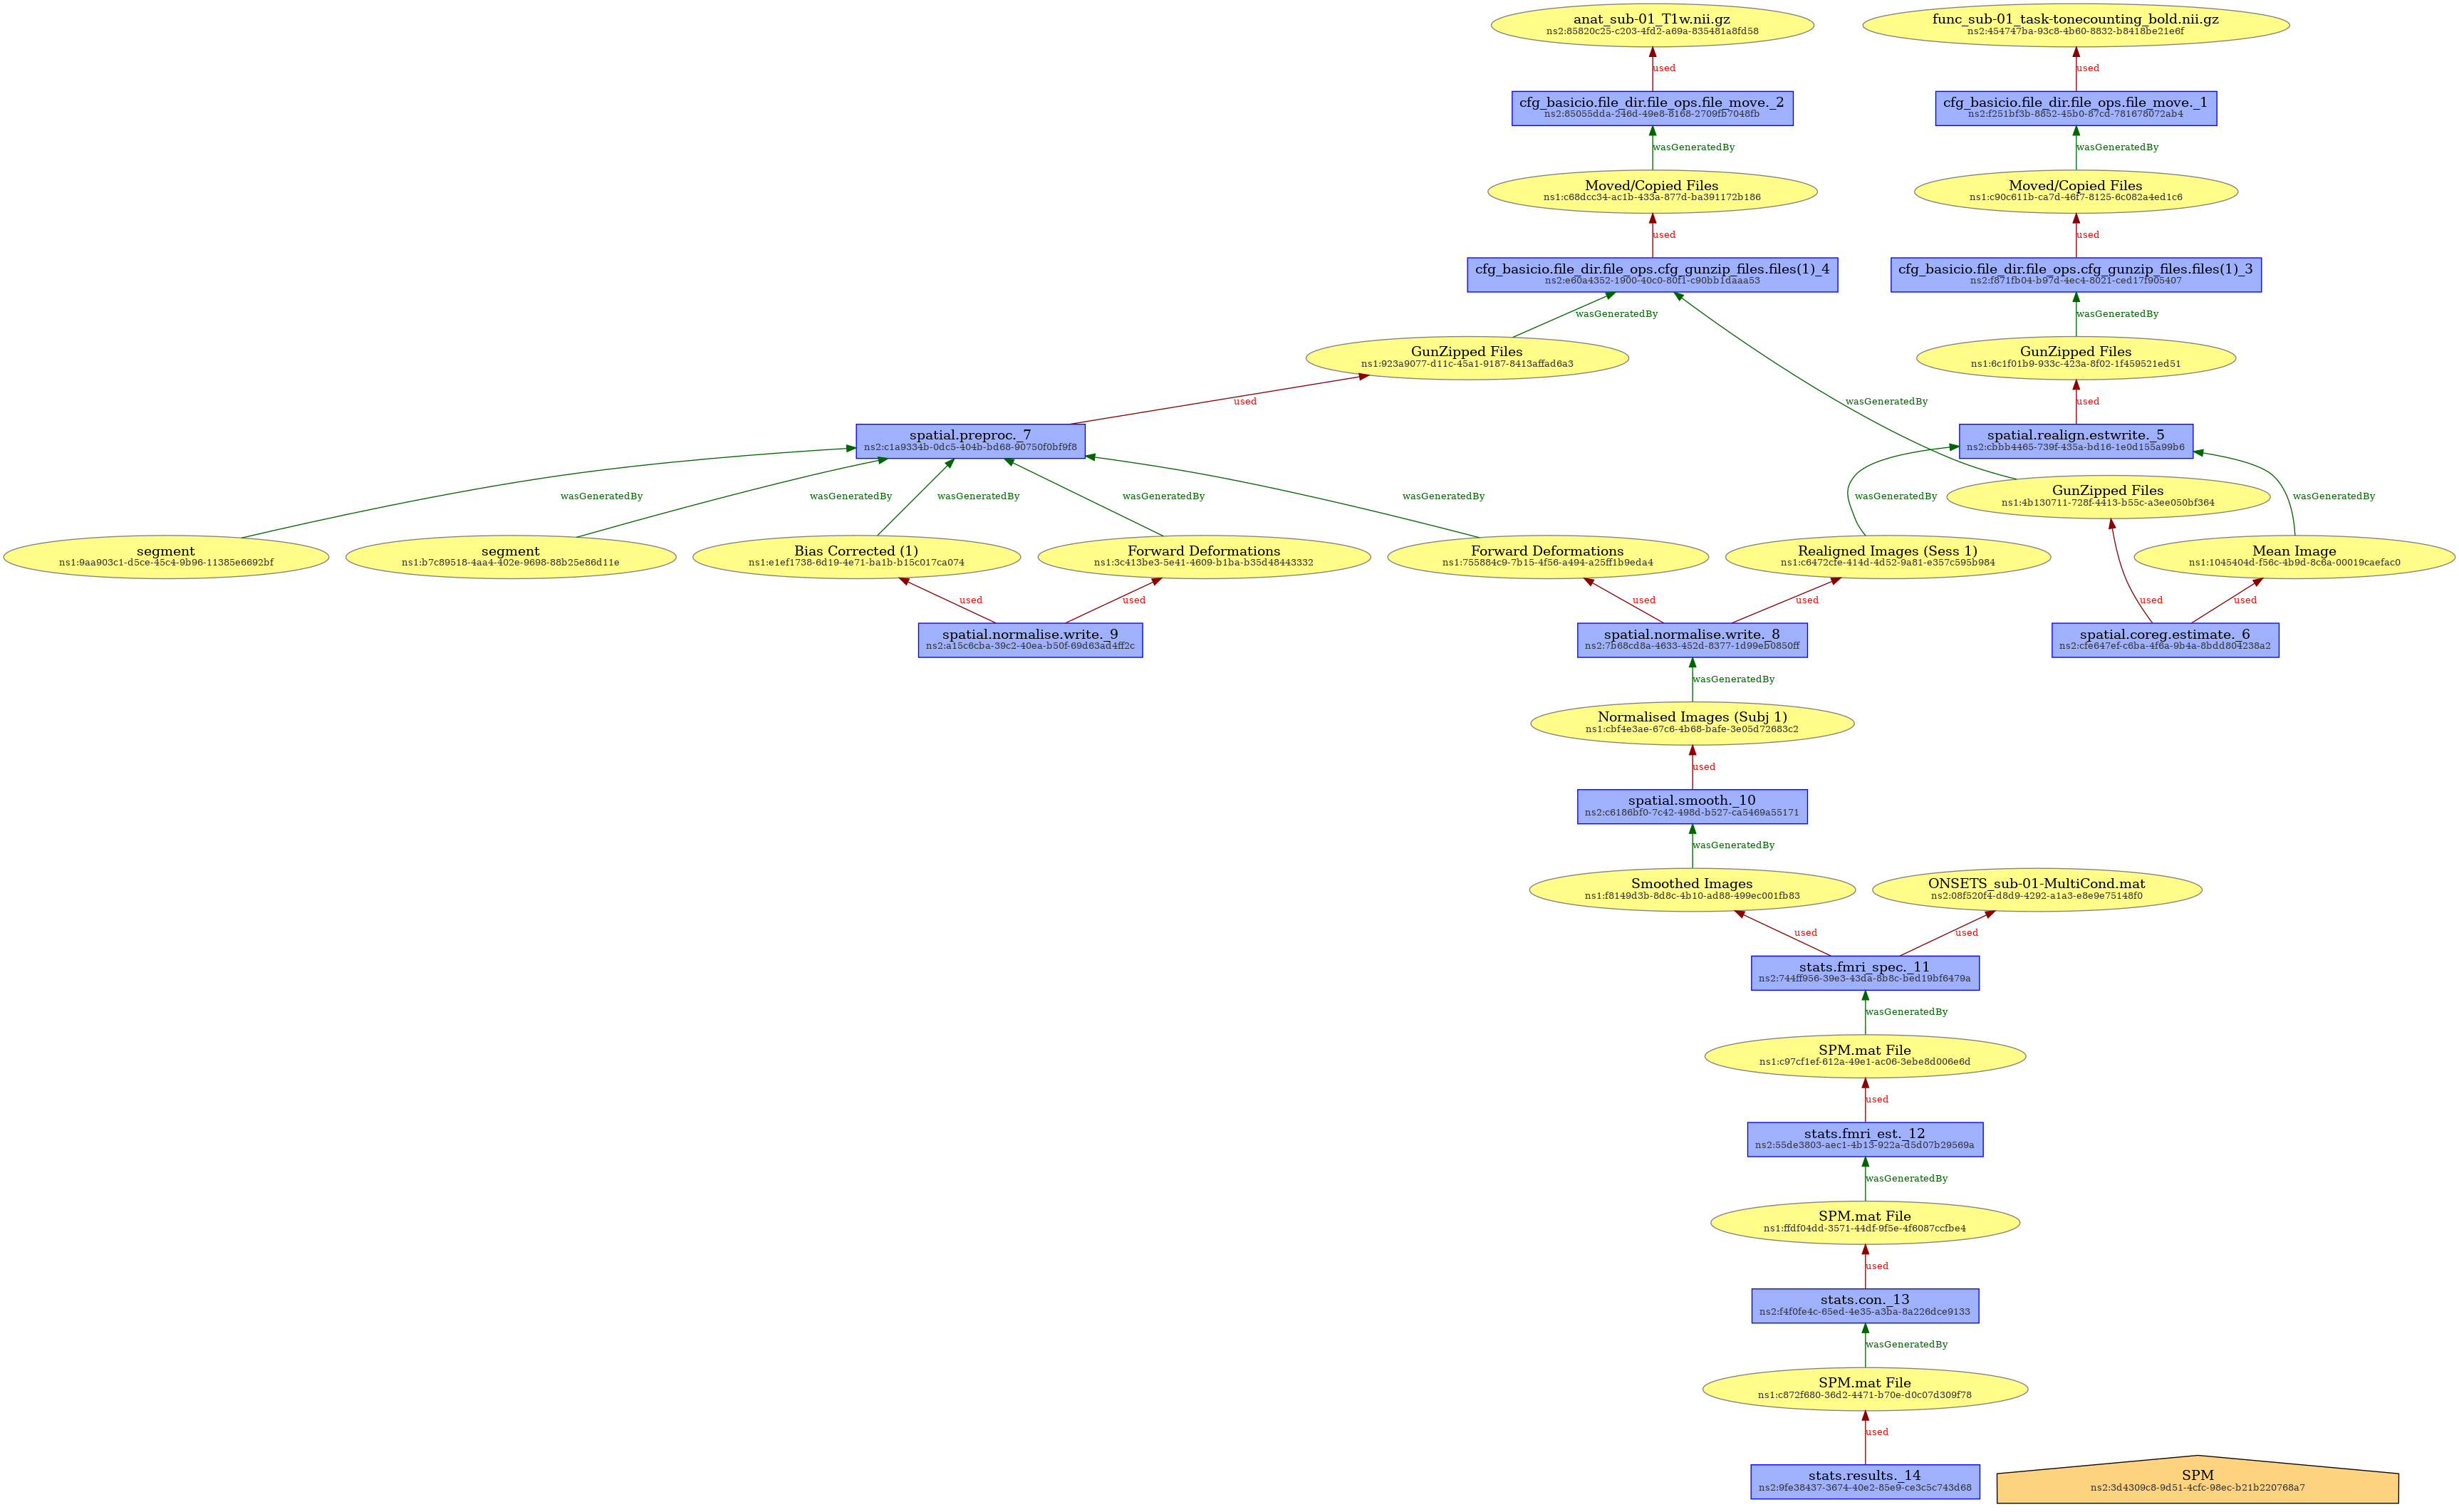 anat_sub-01_T1w.nii.gz
ns2:85820c25-c203-4fd2-a69a-835481a8fd58
func_sub-01_task-tonecounting_bold.nii.gz
ns2:454747ba-93c8-4b60-8832-b8418be21e6f
used
used
cfg_basicio.file_dir.file_ops.file_move._2
ns2:85055dda-246d-49e8-8168-2709fb7048fb
cfg_basicio.file_dir.file_ops.file_move._1
ns2:f251bf3b-8852-45b0-87cd-781678072ab4
wasGeneratedBy
wasGeneratedBy
Moved/Copied Files
ns1:c68dcc34-ac1b-433a-877d-ba391172b186
Moved/Copied Files
ns1:c90c611b-ca7d-46f7-8125-6c082a4ed1c6
used
used
cfg_basicio.file_dir.file_ops.cfg_gunzip_files.files(1)_4
ns2:e60a4352-1900-40c0-80f1-c90bb1daaa53
cfg_basicio.file_dir.file_ops.cfg_gunzip_files.files(1)_3
ns2:f871fb04-b97d-4ec4-8021-ced17f905407
wasGeneratedBy
wasGeneratedBy
GunZipped Files
ns1:923a9077-d11c-45a1-9187-8413affad6a3
GunZipped Files
ns1:6c1f01b9-933c-423a-8f02-1f459521ed51
used
wasGeneratedBy
used
spatial.preproc._7
ns2:c1a9334b-0dc5-404b-bd68-90750f0bf9f8
spatial.realign.estwrite._5
ns2:cbbb4465-739f-435a-bd16-1e0d155a99b6
wasGeneratedBy
wasGeneratedBy
wasGeneratedBy
wasGeneratedBy
wasGeneratedBy
wasGeneratedBy
GunZipped Files
ns1:4b130711-728f-4413-b55c-a3ee050bf364
wasGeneratedBy
segment
ns1:9aa903c1-d5ce-45c4-9b96-11385e6692bf
segment
ns1:b7c89518-4aa4-402e-9698-88b25e86d11e
Bias Corrected (1)
ns1:e1ef1738-6d19-4e71-ba1b-b15c017ca074
Forward Deformations
ns1:3c413be3-5e41-4609-b1ba-b35d48443332
Forward Deformations
ns1:755884c9-7b15-4f56-a494-a25ff1b9eda4
Realigned Images (Sess 1)
ns1:c6472cfe-414d-4d52-9a81-e357c595b984
Mean Image
ns1:1045404d-f56c-4b9d-8c6a-00019caefac0
used
used
used
used
used
used
spatial.normalise.write._9
ns2:a15c6cba-39c2-40ea-b50f-69d63ad4ff2c
spatial.normalise.write._8
ns2:7b68cd8a-4633-452d-8377-1d99eb0850ff
spatial.coreg.estimate._6
ns2:cfe647ef-c6ba-4f6a-9b4a-8bdd804238a2
wasGeneratedBy
Normalised Images (Subj 1)
ns1:cbf4e3ae-67c6-4b68-bafe-3e05d72683c2
used
spatial.smooth._10
ns2:c6186bf0-7c42-498d-b527-ca5469a55171
wasGeneratedBy
Smoothed Images
ns1:f8149d3b-8d8c-4b10-ad88-499ec001fb83
ONSETS_sub-01-MultiCond.mat
ns2:08f520f4-d8d9-4292-a1a3-e8e9e75148f0
used
used
stats.fmri_spec._11
ns2:744ff956-39e3-43da-8b8c-bed19bf6479a
wasGeneratedBy
SPM.mat File
ns1:c97cf1ef-612a-49e1-ac06-3ebe8d006e6d
used
stats.fmri_est._12
ns2:55de3803-aec1-4b13-922a-d5d07b29569a
wasGeneratedBy
SPM.mat File
ns1:ffdf04dd-3571-44df-9f5e-4f6087ccfbe4
used
stats.con._13
ns2:f4f0fe4c-65ed-4e35-a3ba-8a226dce9133
wasGeneratedBy
SPM.mat File
ns1:c872f680-36d2-4471-b70e-d0c07d309f78
used
stats.results._14
ns2:9fe38437-3674-40e2-85e9-ce3c5c743d68
SPM
ns2:3d4309c8-9d51-4cfc-98ec-b21b220768a7